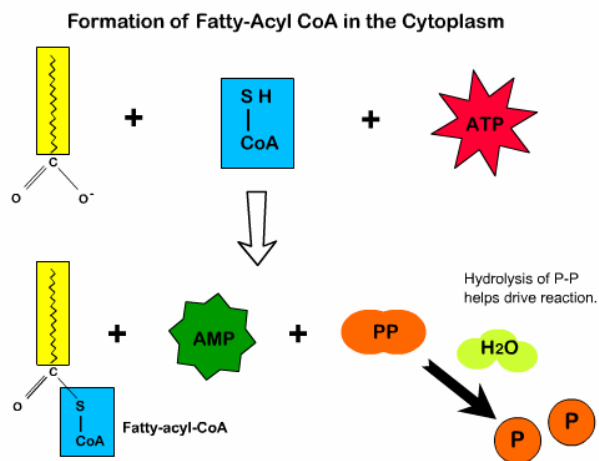 Formation of Fatty-Acyl CoA in the Cytoplasm
+
S H
CoA
+
ATP
C
O
O-
Hydrolysis of P-P
helps drive reaction.
+
AMP
+
PP
H2O
C
O
S
CoA
Fatty-acyl-CoA
P
P